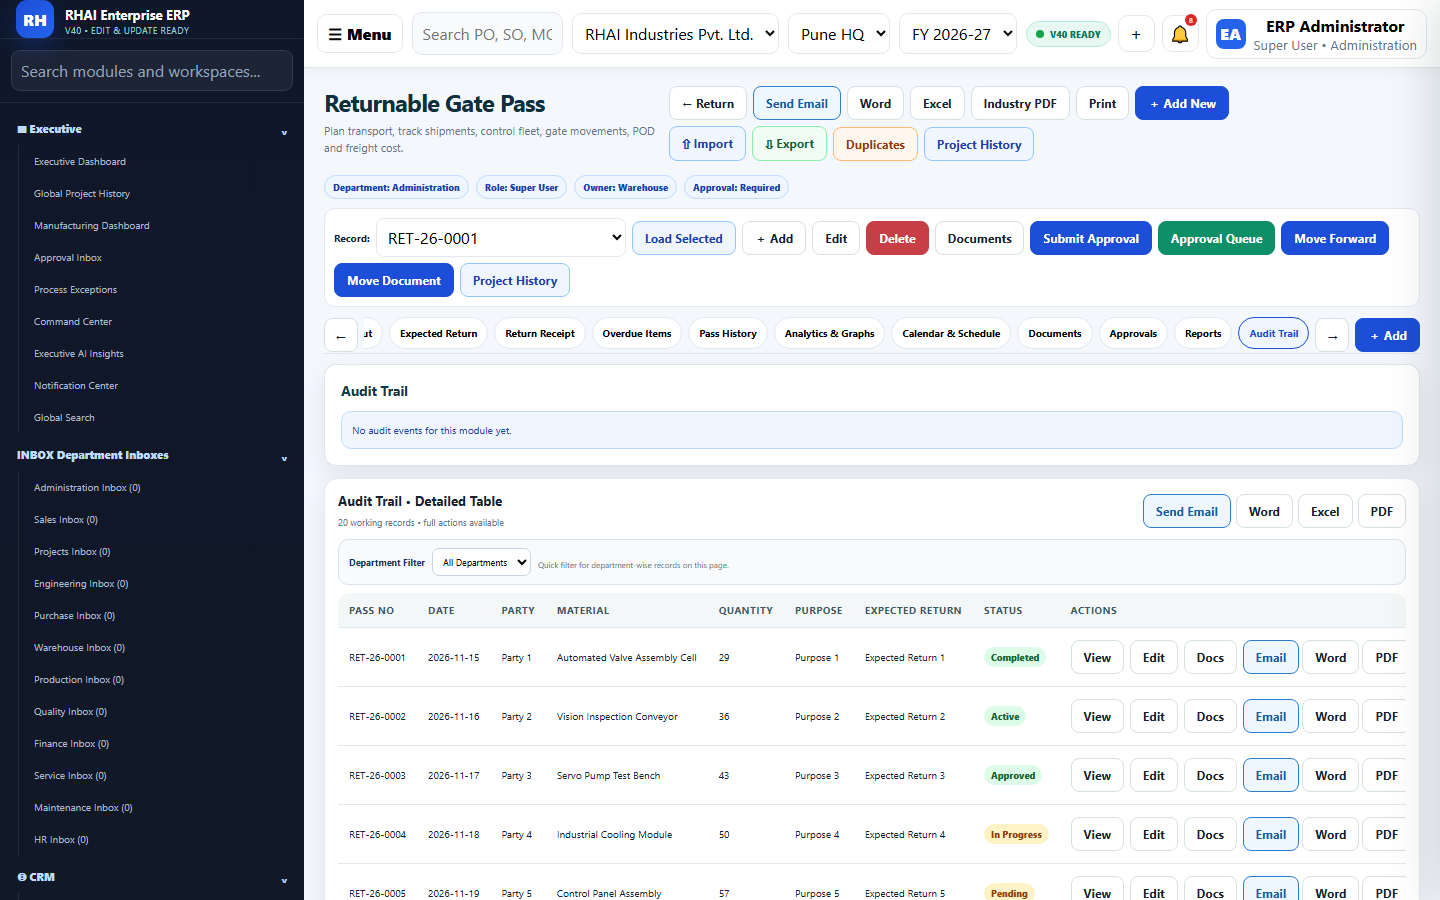 RH
RHAI Enterprise ERP
V40 • EDIT & UPDATE READY
Search modules and workspaces...
Executive
Executive Dashboard
Global Project History
Manufacturing Dashboard
Approval Inbox
Process Exceptions
Command Center
Executive AI Insights
Notification Center
Global Search
INBOX Department Inboxes
Administration Inbox (0)
Sales Inbox (0)
Projects Inbox (0)
Engineering Inbox (0)
Purchase Inbox (0)
Warehouse Inbox (0)
Production Inbox (0)
Quality Inbox (0)
Finance Inbox (0)
Service Inbox (0)
Maintenance Inbox (0)
HR Inbox (0)
CRM
☰ Menu
Search PO, SO, MO
RHAI Industries Pvt. Ltd.
Pune HQ
FY 2026-27
V40 READY
+
8
EA
ERP Administrator
Super User • Administration
Returnable Gate Pass
Plan transport, track shipments, control fleet, gate movements, POD and freight cost.
← Return
Send Email
Word
Excel
Industry PDF
Print
+ Add New
⇧ Import
⇩ Export
Duplicates
Project History
Department: Administration
Role: Super User
Owner: Warehouse
Approval: Required
Record:
RET-26-0001
Load Selected
+ Add
Edit
Delete
Documents
Submit Approval
Approval Queue
Move Forward
Move Document
Project History
←
ut
Expected Return
Return Receipt
Overdue Items
Pass History
Analytics & Graphs
Calendar & Schedule
Documents
Approvals
Reports
Audit Trail
→
+ Add
Audit Trail
No audit events for this module yet.
Audit Trail • Detailed Table
20 working records • full actions available
Send Email
Word
Excel
PDF
Department Filter
All Departments
Quick filter for department-wise records on this page.
PASS NO DATE PARTY MATERIAL QUANTITY PURPOSE EXPECTED RETURN STATUS ACTIONS
RET-26-0001 2026-11-15 Party 1 Automated Valve Assembly Cell 29 Purpose 1 Expected Return 1 Completed View Edit Docs Email Word PDF
RET-26-0002 2026-11-16 Party 2 Vision Inspection Conveyor 36 Purpose 2 Expected Return 2 Active View Edit Docs Email Word PDF
RET-26-0003 2026-11-17 Party 3 Servo Pump Test Bench 43 Purpose 3 Expected Return 3 Approved View Edit Docs Email Word PDF
RET-26-0004 2026-11-18 Party 4 Industrial Cooling Module 50 Purpose 4 Expected Return 4 In Progress View Edit Docs Email Word PDF
RET-26-0005 2026-11-19 Party 5 Control Panel Assembly 57 Purpose 5 Expected Return 5 Pending View Edit Docs Email Word PDF